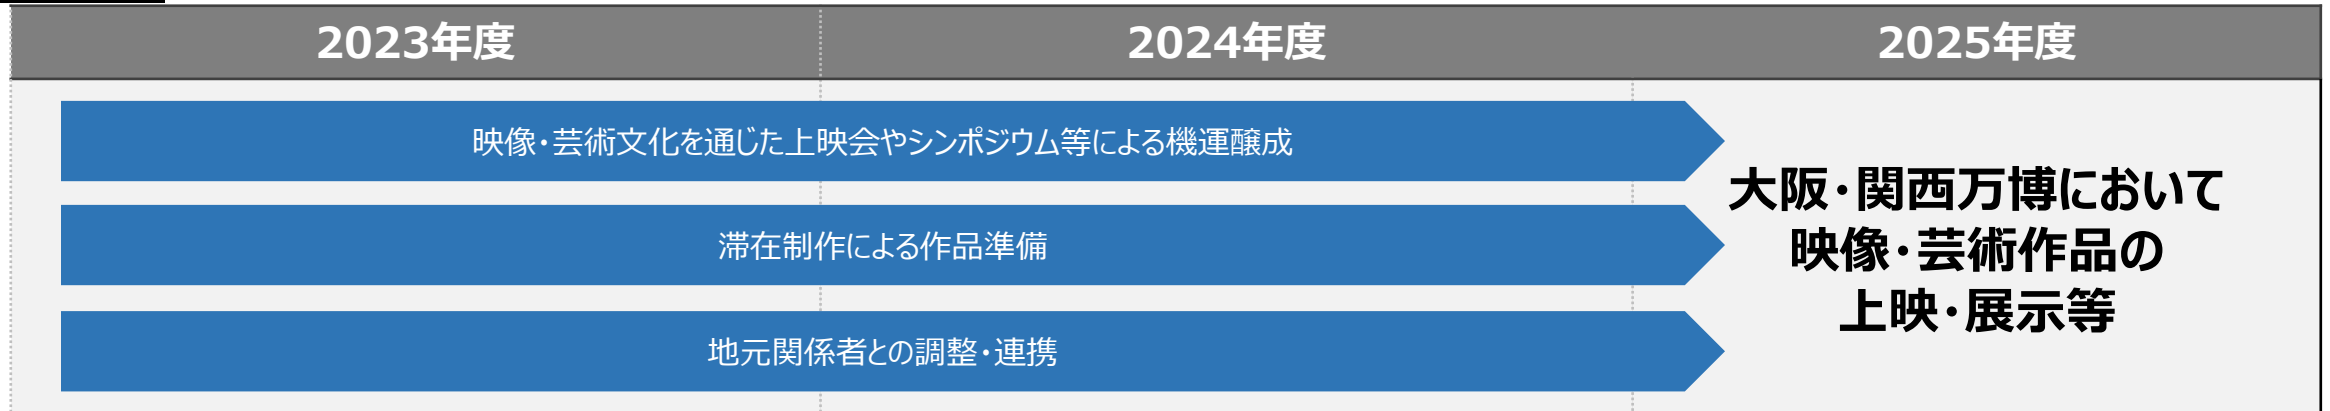 2023年度
2024年度
2025年度
映像・芸術文化を通じた上映会やシンポジウム等による機運醸成
滞在制作による作品準備
地元関係者との調整・連携
大阪・関西万博において
映像・芸術作品の
上映・展示等